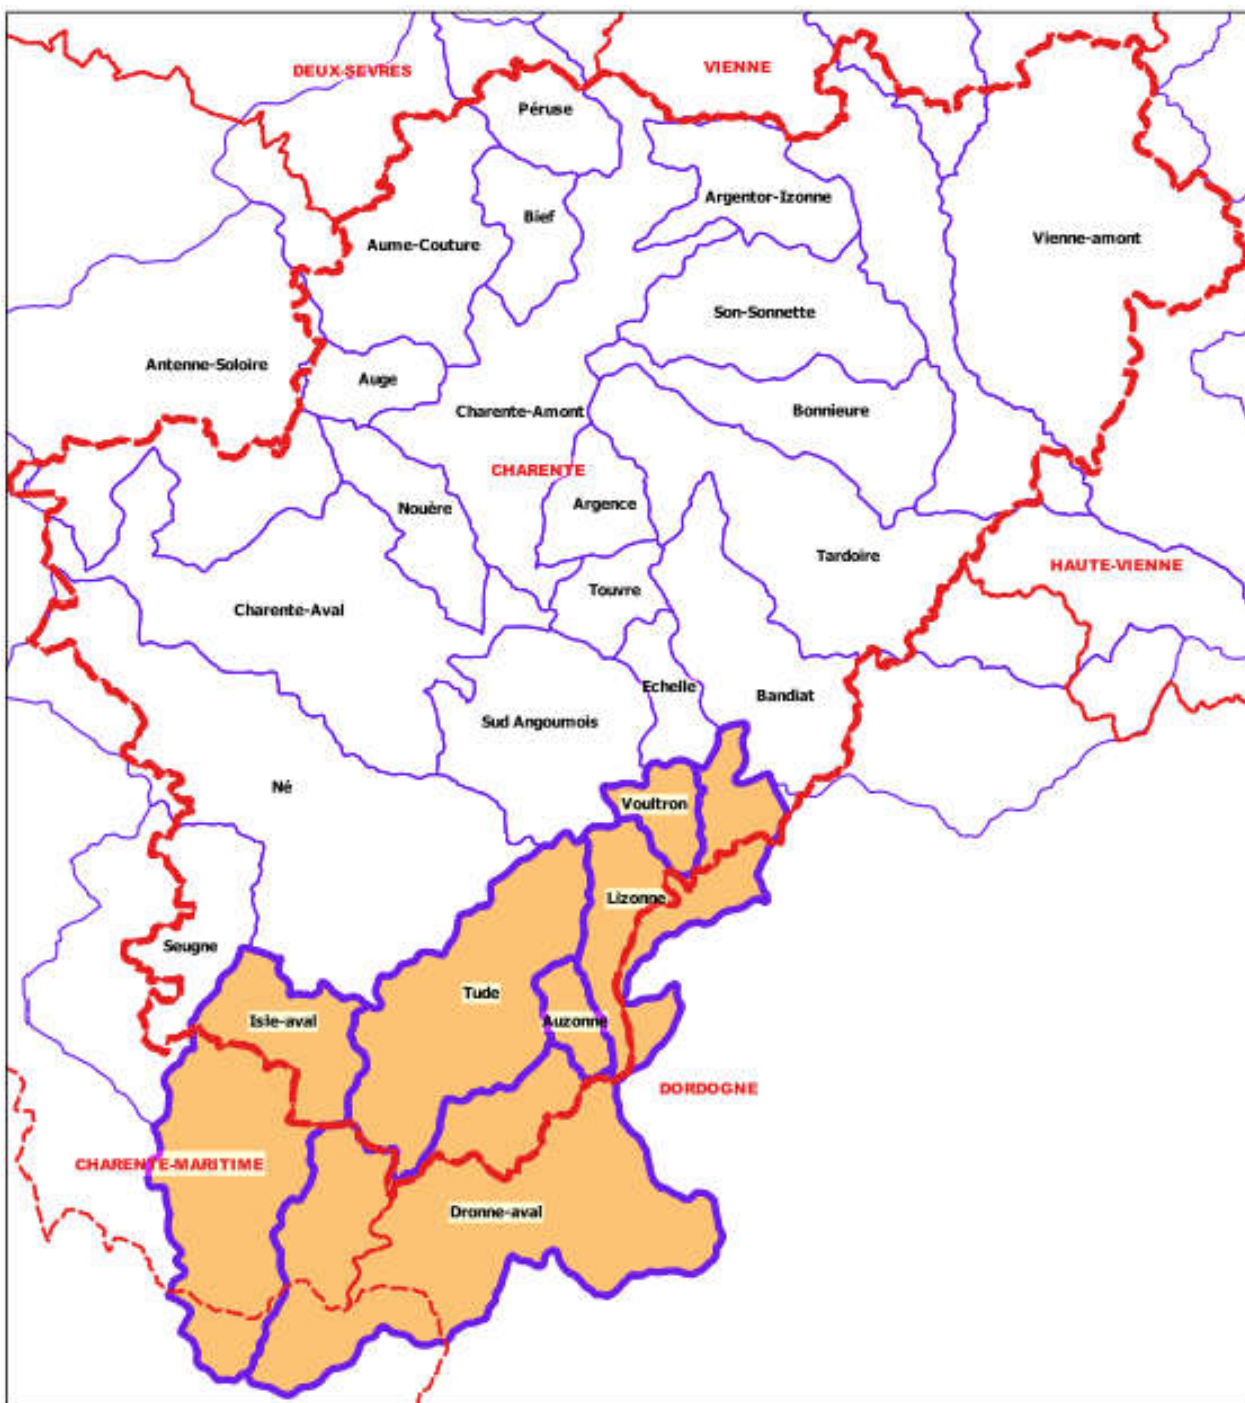 DEUX-SEVRES
VIENNE
Péruse
Argentor-Izonne
Bief
Aume-Couture
Vienne-amont
Son-Sonnette
Antenne-Soloire
Auge
Charente-Amont
Bonnieure
CHARENTE
Nouère
Argence
Tardoire
HAUTE-VIENNE
Touvre
Charente-Aval
Echelle
Bandiat
Sud Angoumois
Né
Voultron
Lizonne
Seugne
Tude
Isle-aval
Auzonne
DORDOGNE
CHARENTE-MARITIME
Dronne-aval